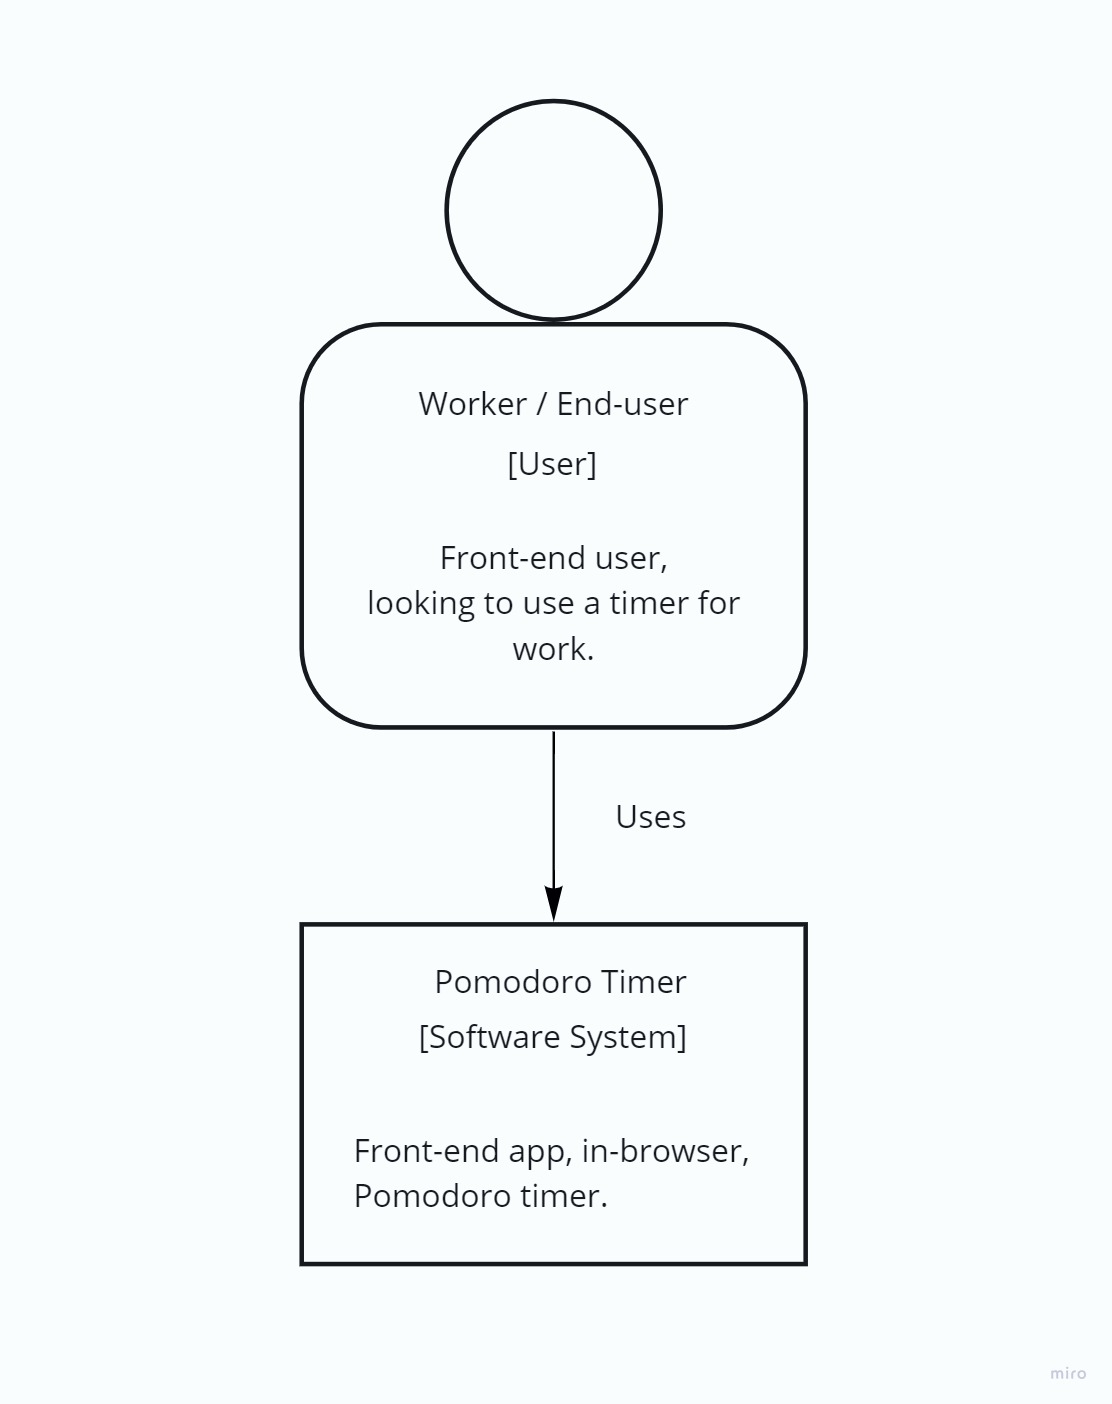 Worker / End-user
[User]
Front-end user,
looking to use a timer for
work.
Uses
Pomodoro Timer
[Software System]
Front-end app, in-browser,
Pomodoro timer.
miro